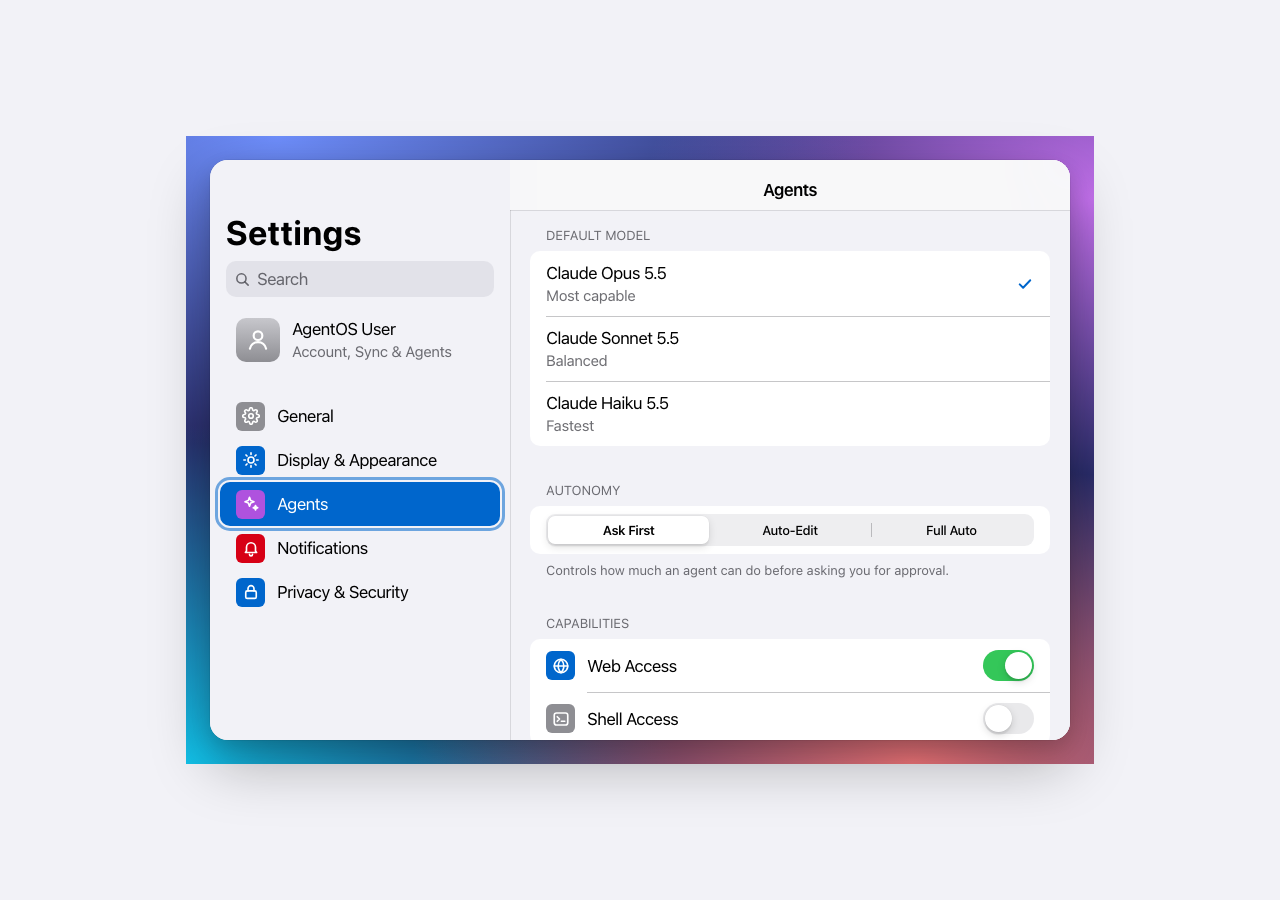 Settings
Search
AgentOS User
Account, Sync & Agents
General
Display & Appearance
Agents
Notifications
Privacy & Security
Agents
DEFAULT MODEL
Claude Opus 5.5
Most capable
Claude Sonnet 5.5
Balanced
Claude Haiku 5.5
Fastest
AUTONOMY
Ask First Auto-Edit Full Auto
Controls how much an agent can do before asking you for approval.
CAPABILITIES
Web Access
Shell Access